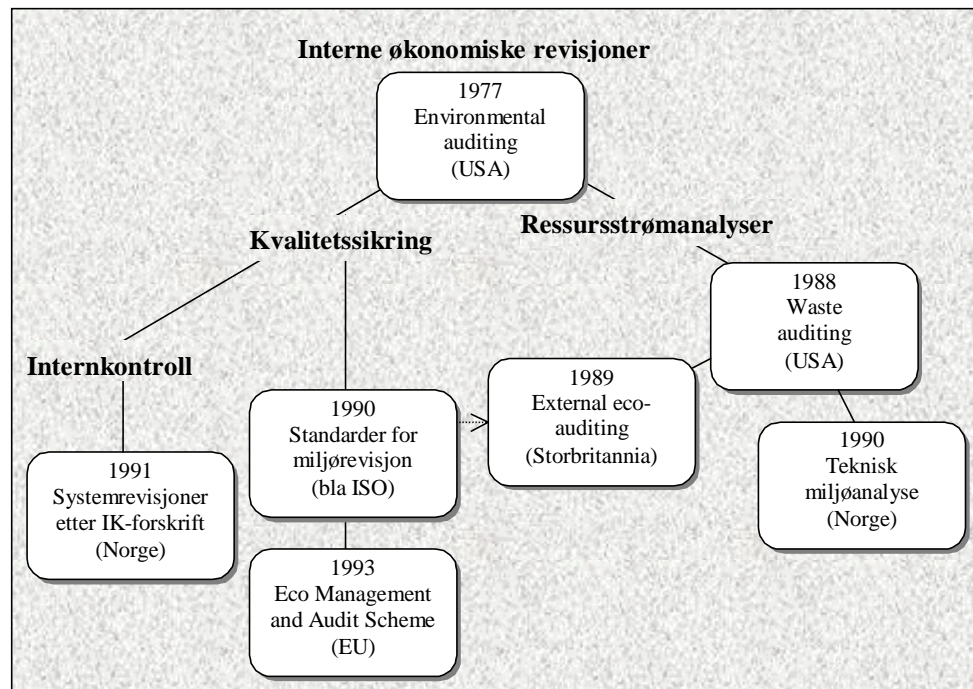 Interne økonomiske revisjoner
1977
Environmental
auditing
(USA)
Kvalitetssikring
Ressursstrømanalyser
1988
Waste
auditing
(USA)
Internkontroll
1989
External eco-
auditing
(Storbritannia)
1990
Standarder for
miljørevisjon
(bla ISO)
1990
Teknisk
miljøanalyse
(Norge)
1991
Systemrevisjoner
etter IK-forskrift
(Norge)
1993
Eco Management
and Audit Scheme
(EU)